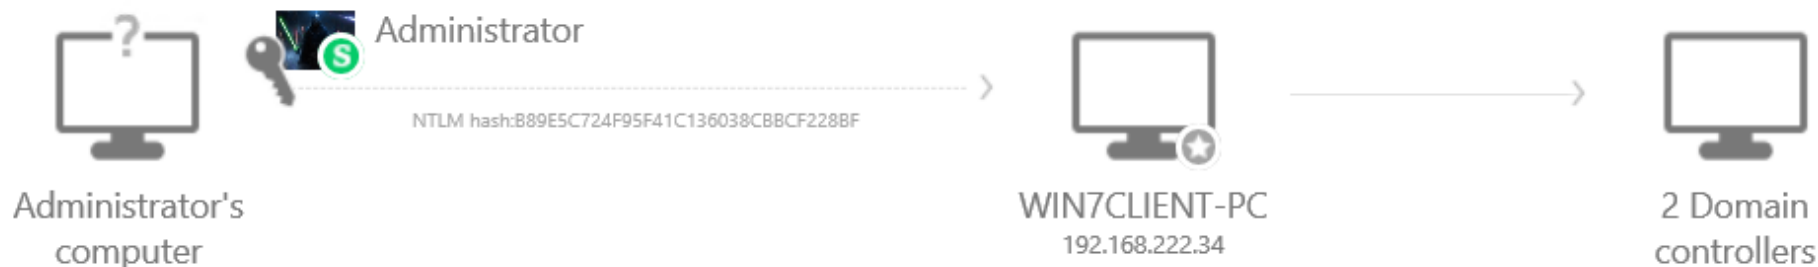 ?
S
Administrator
NTLM hash:B89E5C724F95F41C136038CBBCF228BF
Administrator's
computer
WIN7CLIENT-PC
192.168.222.34
2 Domain
controllers